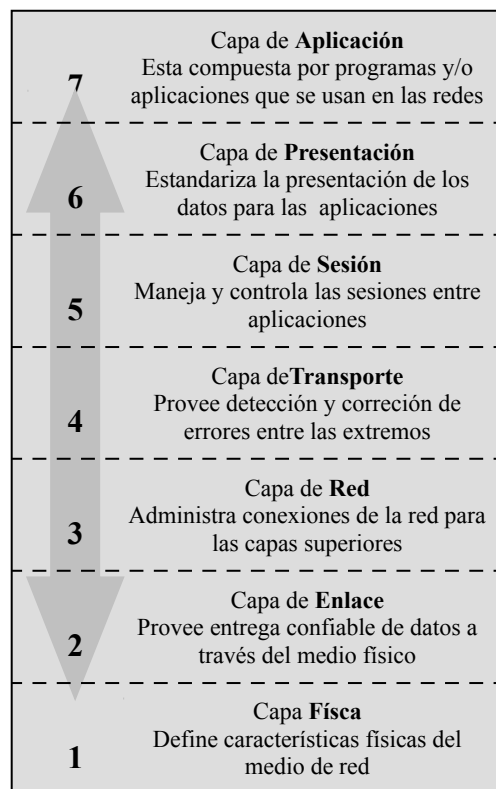 Capa de Aplicación
Esta compuesta por programas y/o
7
aplicaciones que se usan en las redes
Capa de Presentación
Estandariza la presentación de los
6
datos para las aplicaciones
Capa de Sesión
Maneja y controla las sesiones entre
5
aplicaciones
Capa deTransporte
Provee detección y correción de
4
errores entre las extremos
Capa de Red
Administra conexiones de la red para
3
las capas superiores
Capa de Enlace
Provee entrega confiable de datos a
2
través del medio físico
Capa Físca
Define características físicas del
1
medio de red